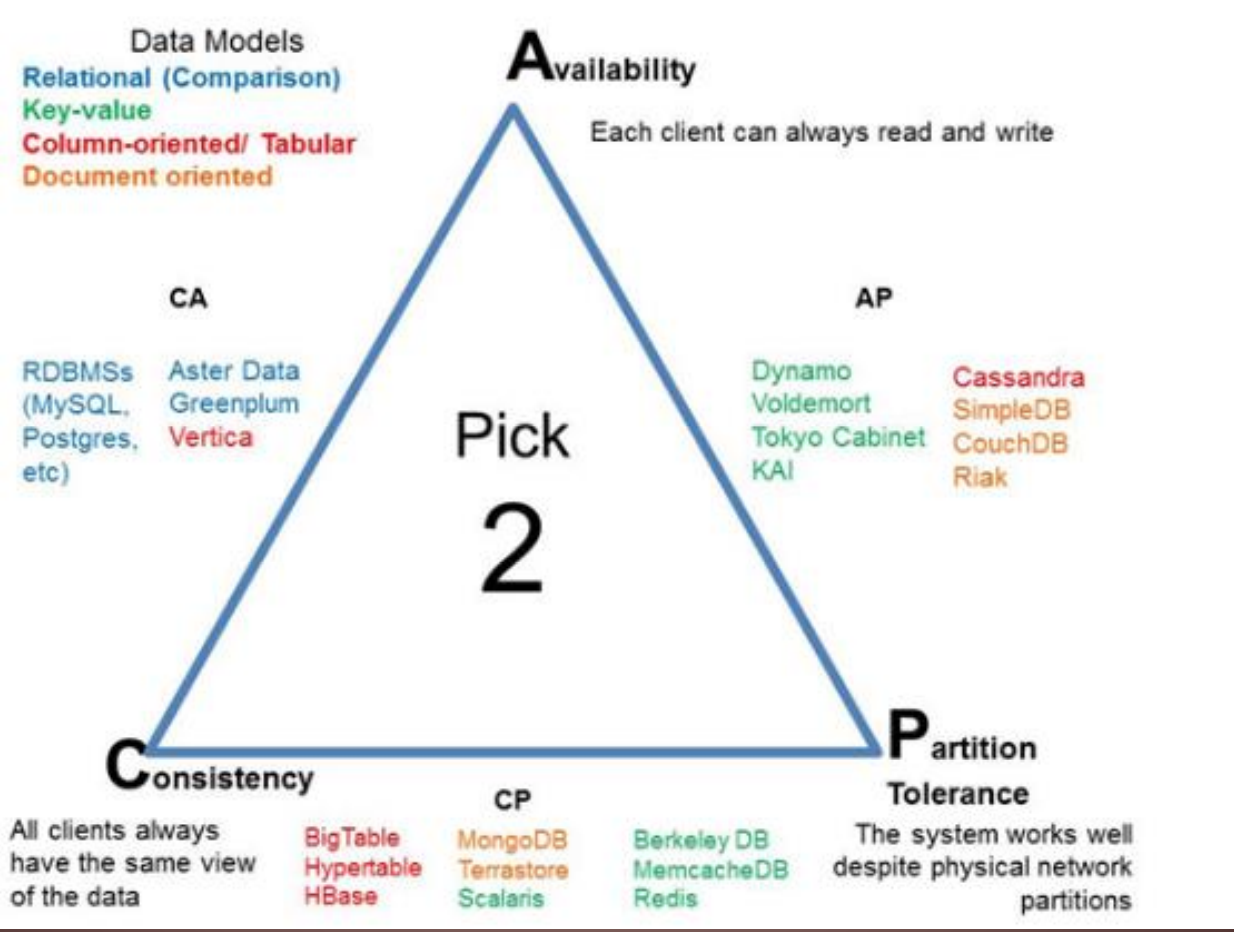 Data Models
Relational (Comparison)
Key-value
Column-oriented/ Tabular
Document oriented
Availability
Each client can always read and write
CA
RDBMSs
(MySQL,
Postgres,
etc)
Aster Data
Greenplum
Vertica
Pick
2
AP
Dynamo
Voldemort
Tokyo Cabinet
KAI
Cassandra
SimpleDB
CouchDB
Riak
Consistency
All clients always
have the same view
of the data
CP
BigTable
Hypertable
HBase
MongoDB
Terrastore
Scalaris
Berkeley DB
MemcacheDB
Redis
Partition
Tolerance
The system works well
despite physical network
partitions